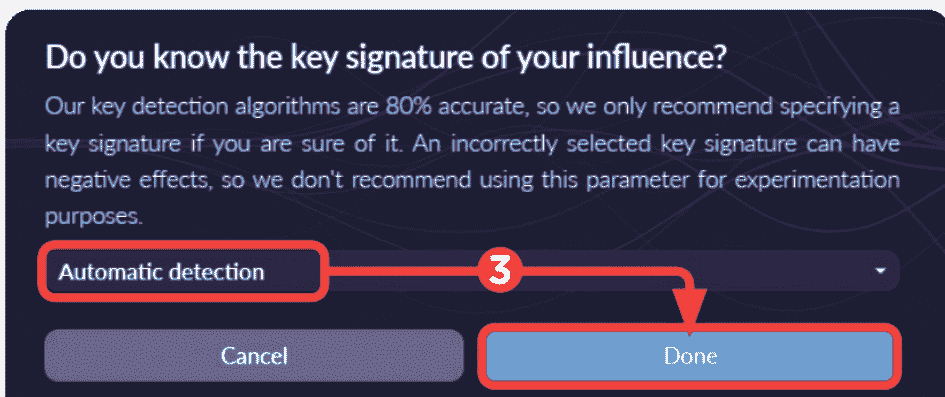 Do you know the key signature of your influence?
Our key detection algorithms are 80% accurate, so we only recommend specifying a
key signature if you are sure of it. An incorrectly selected key signature can have
negative effects, so we don't recommend using this parameter for experimentation
purposes.
Automatic detection
3
Cancel
Done